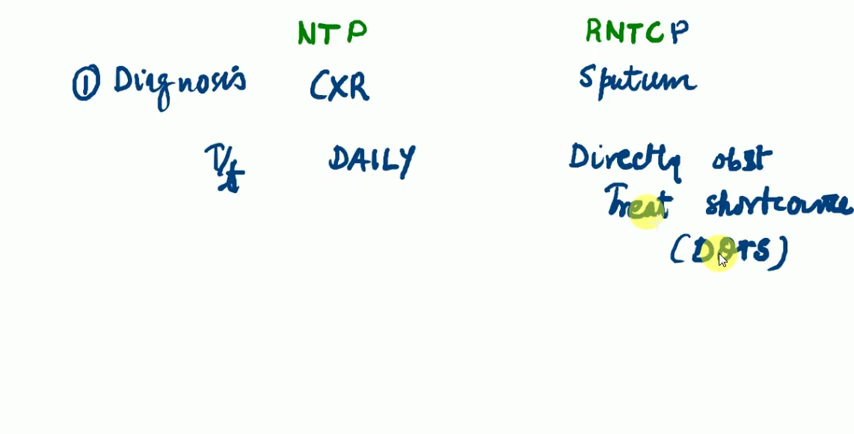 NTP RNTCP
① Diagnosis CXR Sputum
T/t DAILY Directly obst
Treat shortcourse
(DOTS)